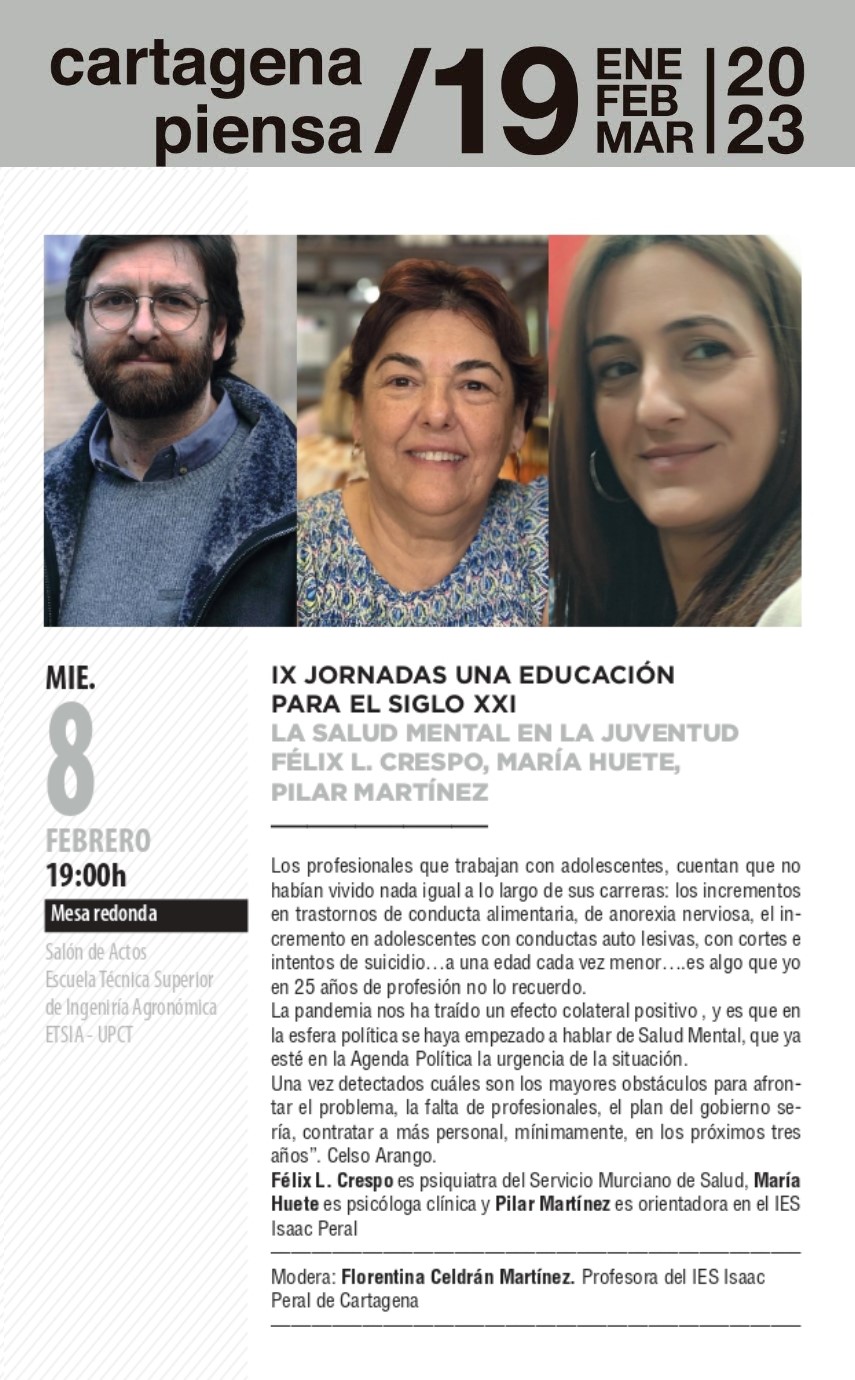 cartagena
piensa
/19
ENE
FEB
MAR
20
23
MIE.
8
FEBRERO
19:00h
Mesa redonda
Salón de Actos
Escuela Técnica Superior
de Ingeniría Agronómica
ETSIA - UPCT
IX JORNADAS UNA EDUCACIÓN
PARA EL SIGLO XXI
LA SALUD MENTAL EN LA JUVENTUD
FÉLIX L. CRESPO, MARÍA HUETE,
PILAR MARTÍNEZ
Los profesionales que trabajan con adolescentes, cuentan que no
habían vivido nada igual a lo largo de sus carreras: los incrementos
en trastornos de conducta alimentaria, de anorexia nerviosa, el in-
cremento en adolescentes con conductas auto lesivas, con cortes e
intentos de suicidio…a una edad cada vez menor….es algo que yo
en 25 años de profesión no lo recuerdo.
La pandemia nos ha traído un efecto colateral positivo , y es que en
la esfera política se haya empezado a hablar de Salud Mental, que ya
esté en la Agenda Política la urgencia de la situación.
Una vez detectados cuáles son los mayores obstáculos para afron-
tar el problema, la falta de profesionales, el plan del gobierno se-
ría, contratar a más personal, mínimamente, en los próximos tres
años”. Celso Arango.
Félix L. Crespo es psiquiatra del Servicio Murciano de Salud, María
Huete es psicóloga clínica y Pilar Martínez es orientadora en el IES
Isaac Peral
Modera: Florentina Celdrán Martínez. Profesora del IES Isaac
Peral de Cartagena